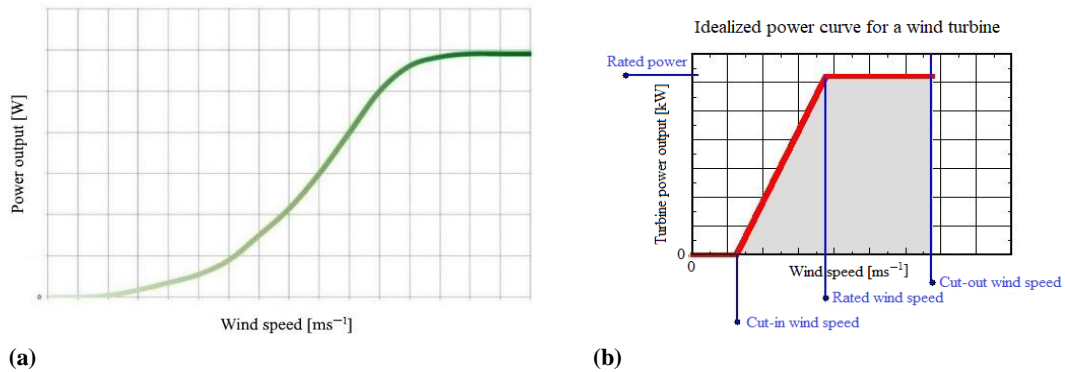 Power output [W]
0
Wind speed [ms⁻¹]
(a)
Idealized power curve for a wind turbine
Rated power
Turbine power output [kW]
0
0
Wind speed [ms⁻¹]
Cut-out wind speed
Rated wind speed
Cut-in wind speed
(b)